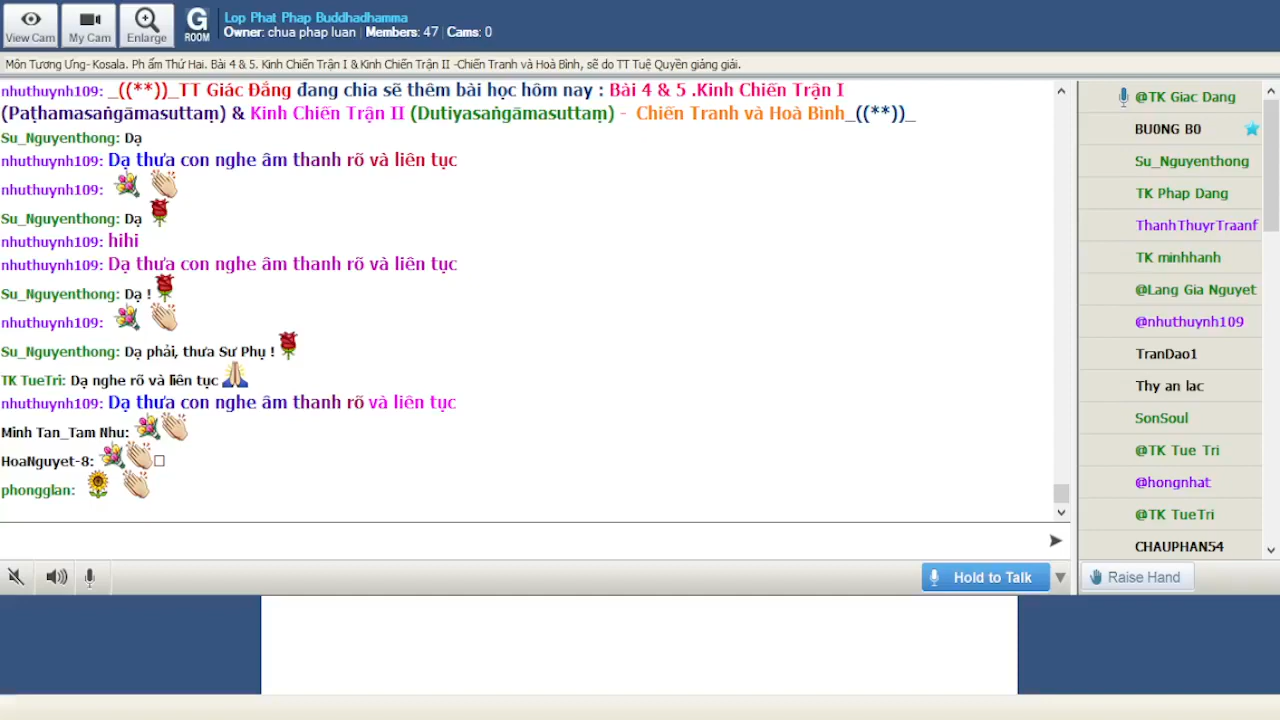 View Cam
My Cam
Enlarge
G
ROOM
Lop Phat Phap Buddhadhamma
Owner: chua phap luan | Members: 47 | Cams: 0
Môn Tương Ưng- Kosala. Ph ẩm Thứ Hai. Bài 4 & 5. Kinh Chiến Trận I & Kinh Chiến Trận II -Chiến Tranh và Hoà Bình, sẽ do TT Tuệ Quyền giảng giải.
nhuthuynh109: _((**))_TT Giác Đẳng đang chia sẽ thêm bài học hôm nay : Bài 4 & 5 .Kinh Chiến Trận I
(Paṭhamasaṅgāmasuttaṃ) & Kinh Chiến Trận II (Dutiyasaṅgāmasuttaṃ) - Chiến Tranh và Hoà Bình_((**))_
Su_Nguyenthong: Dạ
nhuthuynh109: Dạ thưa con nghe âm thanh rõ và liên tục
nhuthuynh109:
Su_Nguyenthong: Dạ
nhuthuynh109: hihi
nhuthuynh109: Dạ thưa con nghe âm thanh rõ và liên tục
Su_Nguyenthong: Dạ !
nhuthuynh109:
Su_Nguyenthong: Dạ phải, thưa Sư Phụ !
TK TueTri: Dạ nghe rõ và liên tục
nhuthuynh109: Dạ thưa con nghe âm thanh rõ và liên tục
Minh Tan_Tam Nhu:
HoaNguyet-8:
phongglan:
@TK Giac Dang
BU0NG B0
Su_Nguyenthong
TK Phap Dang
ThanhThuyrTraanf
TK minhhanh
@Lang Gia Nguyet
@nhuthuynh109
TranDao1
Thy an lac
SonSoul
@TK Tue Tri
@hongnhat
@TK TueTri
CHAUPHAN54
Hold to Talk
Raise Hand